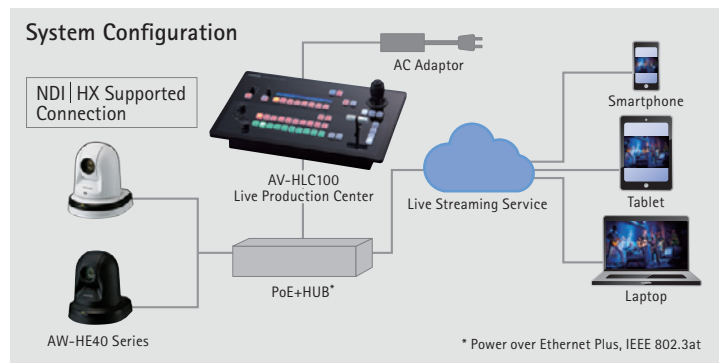 System Configuration
AC Adaptor
NDI|HX Supported
Connection
Smartphone
AV-HLC100
Live Production Center
Live Streaming Service
Tablet
PoE+HUB*
Laptop
AW-HE40 Series
* Power over Ethernet Plus, IEEE 802.3at